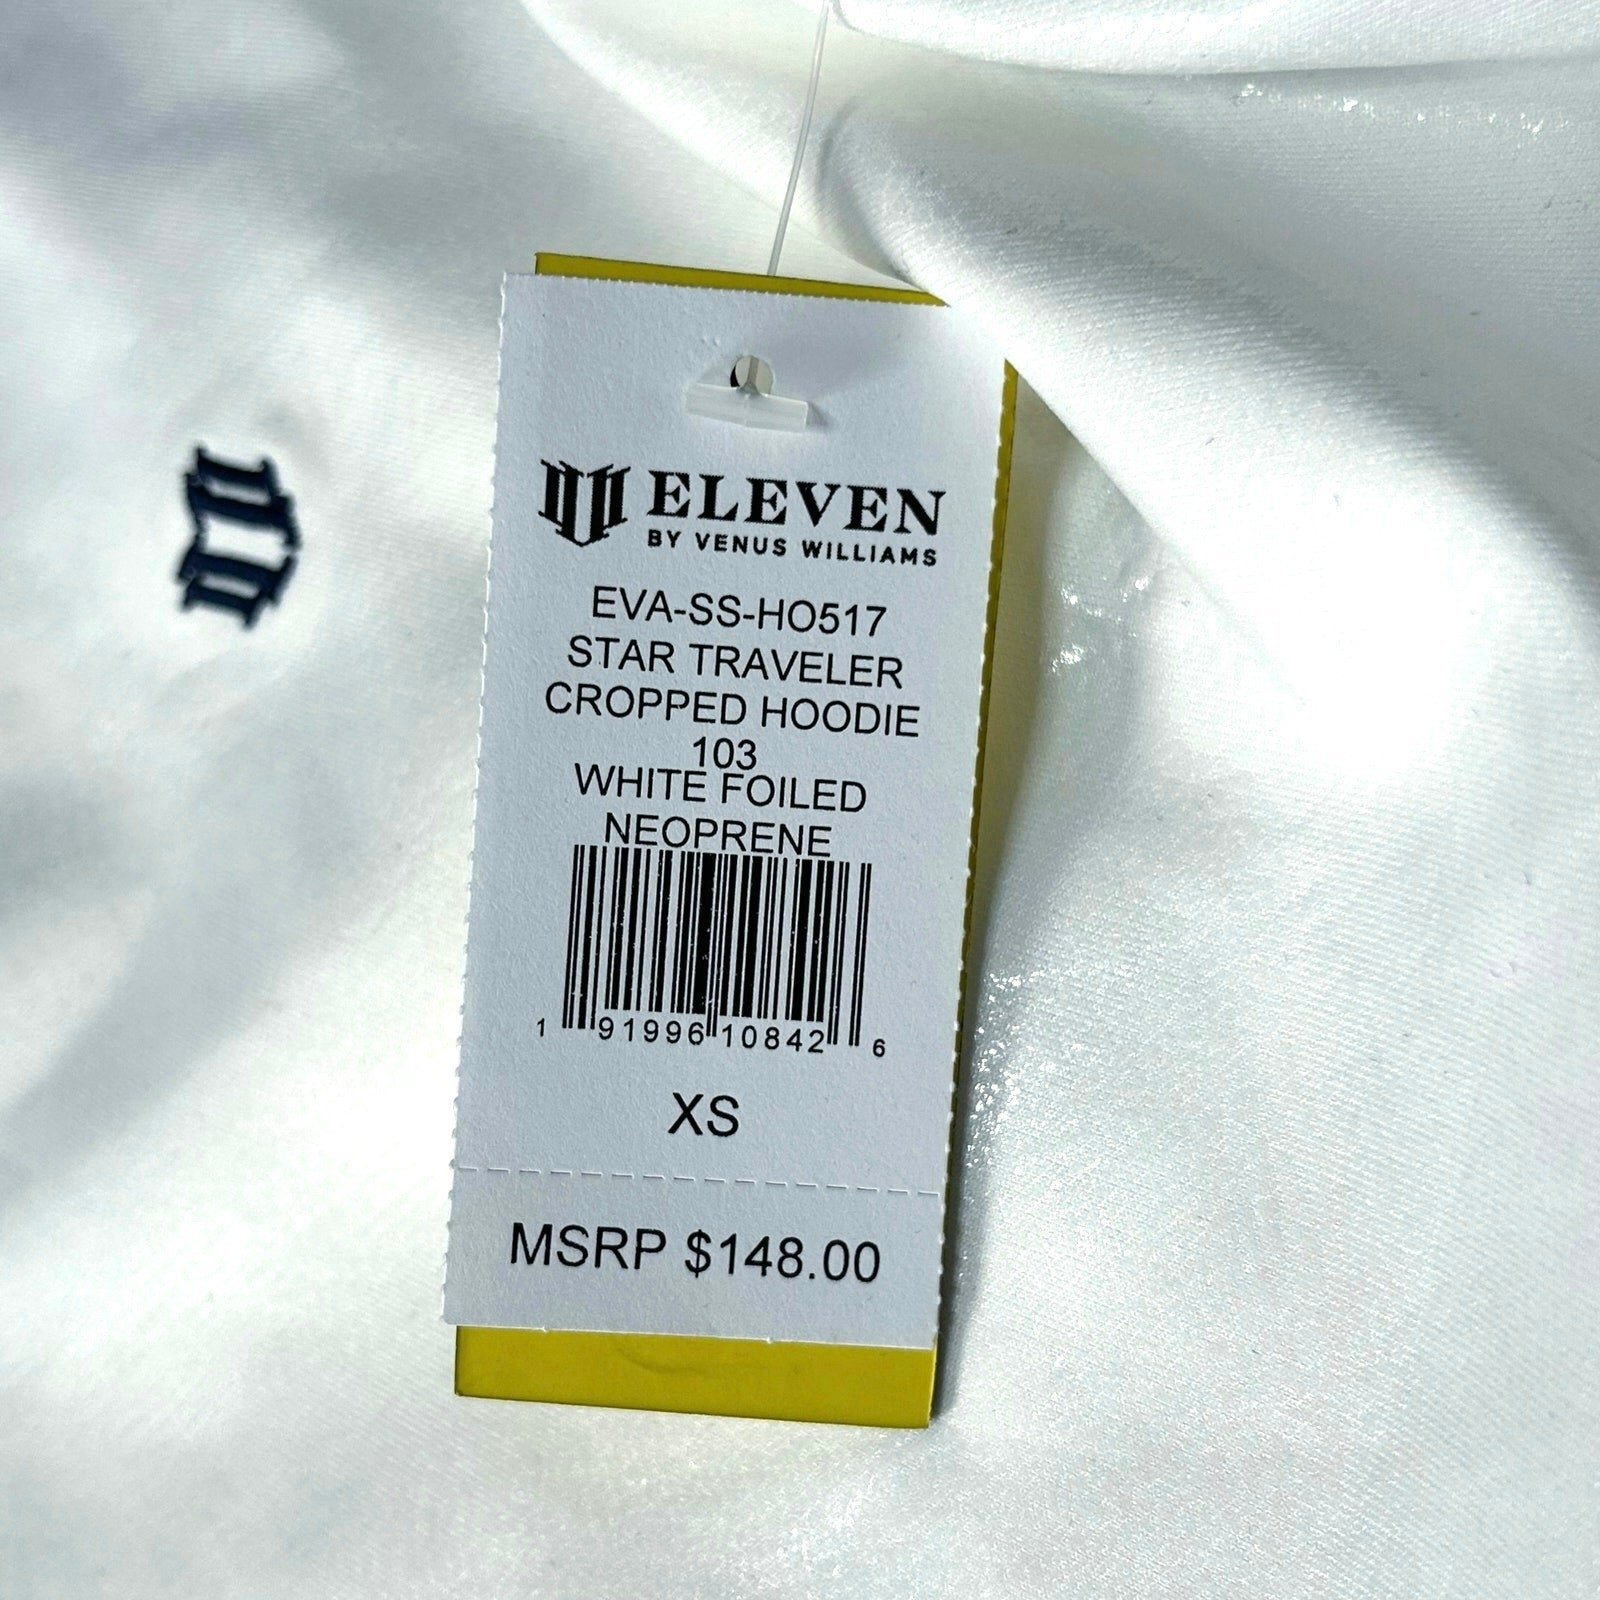 ELEVEN
BY VENUS WILLIAMS
EVA-SS-HO517
STAR TRAVELER
CROPPED HOODIE
103
WHITE FOILED
NEOPRENE
1 91996 10842 6
XS
MSRP $148.00